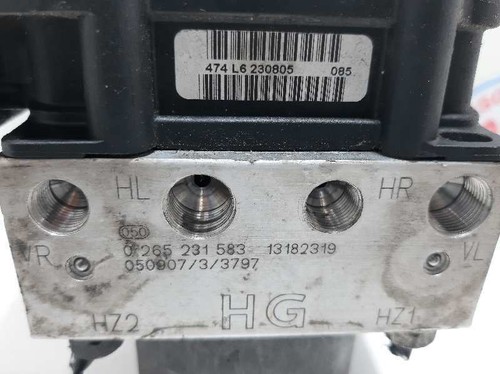 474 L6 230805 085
HL HR
050
0 265 231 583 13182319
VR VL
050907/3/3797
HG
HZ2 HZ1